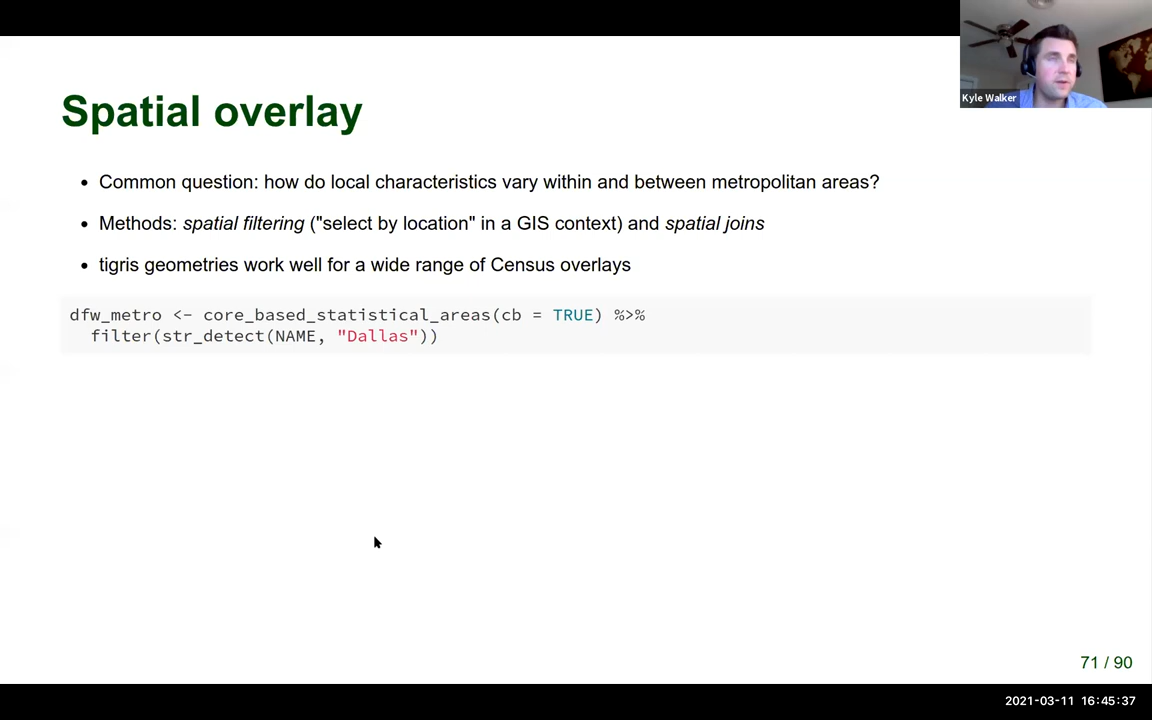 Kyle Walker
Spatial overlay
• Common question: how do local characteristics vary within and between metropolitan areas?
• Methods: spatial filtering ("select by location" in a GIS context) and spatial joins
• tigris geometries work well for a wide range of Census overlays
dfw_metro <- core_based_statistical_areas(cb = TRUE) %>%
  filter(str_detect(NAME, "Dallas"))
71 / 90
2021-03-11 16:45:37